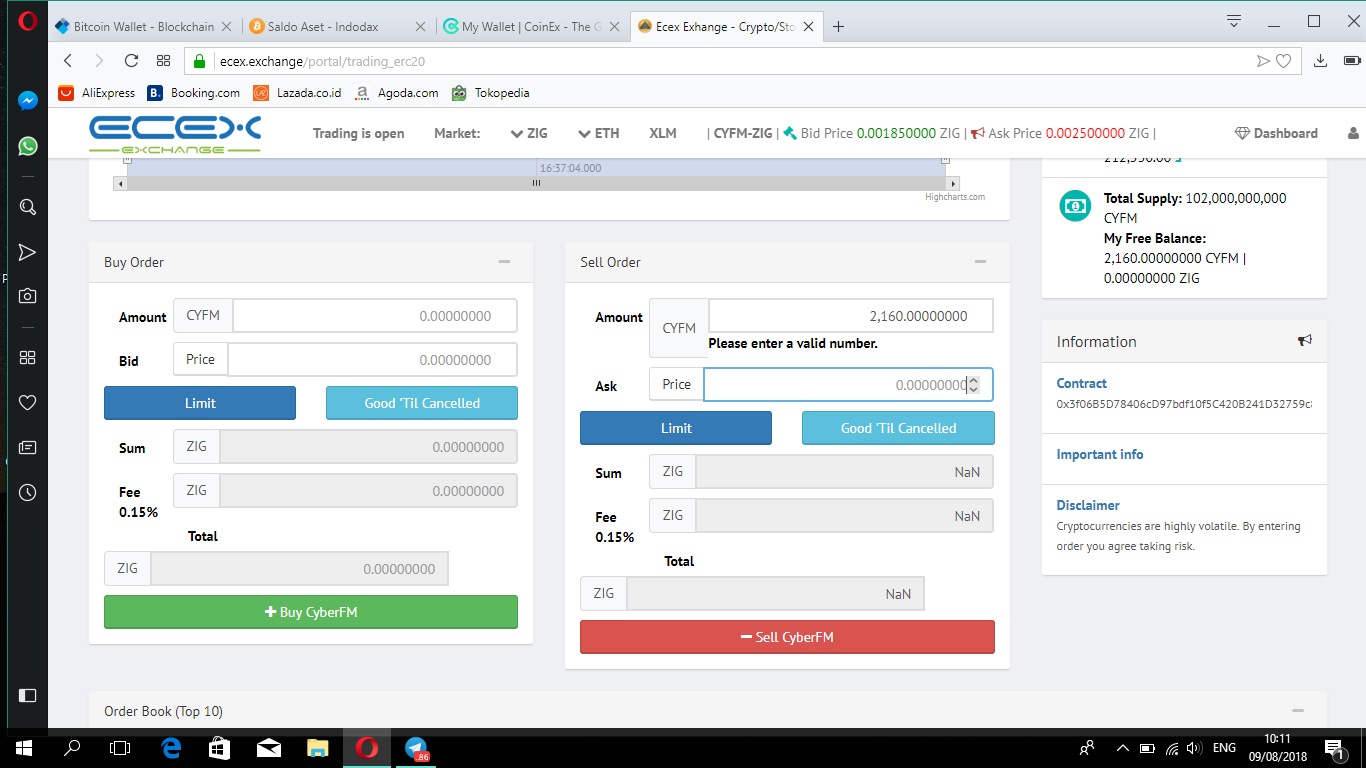 Bitcoin Wallet - Blockchain
Saldo Aset - Indodax
My Wallet | CoinEx - The G
Ecex Exhange - Crypto/Sto
ecex.exchange/portal/trading_erc20
AliExpress
Booking.com
Lazada.co.id
Agoda.com
Tokopedia
ECEX
EXCHANGE
Trading is open
Market:
ZIG
ETH
XLM
| CYFM-ZIG | Bid Price 0.001850000 ZIG | Ask Price 0.002500000 ZIG |
Dashboard
16:37:04.000
Highcharts.com
Total Supply: 102,000,000,000
CYFM
My Free Balance:
2,160.00000000 CYFM |
0.00000000 ZIG
Buy Order
Amount CYFM 0.00000000
Bid Price 0.00000000
Limit Good 'Til Cancelled
Sum ZIG 0.00000000
Fee ZIG 0.00000000
0.15%
Total
ZIG 0.00000000
Buy CyberFM
Sell Order
Amount CYFM 2,160.00000000
Please enter a valid number.
Ask Price 0.00000000
Limit Good 'Til Cancelled
Sum ZIG NaN
Fee ZIG NaN
0.15%
Total
ZIG NaN
Sell CyberFM
Information
Contract
0x3f06B5D78406cD97bdf10f5C420B241D32759c
Important info
Disclaimer
Cryptocurrencies are highly volatile. By entering
order you agree taking risk.
Order Book (Top 10)
86
ENG
10:11
09/08/2018
1